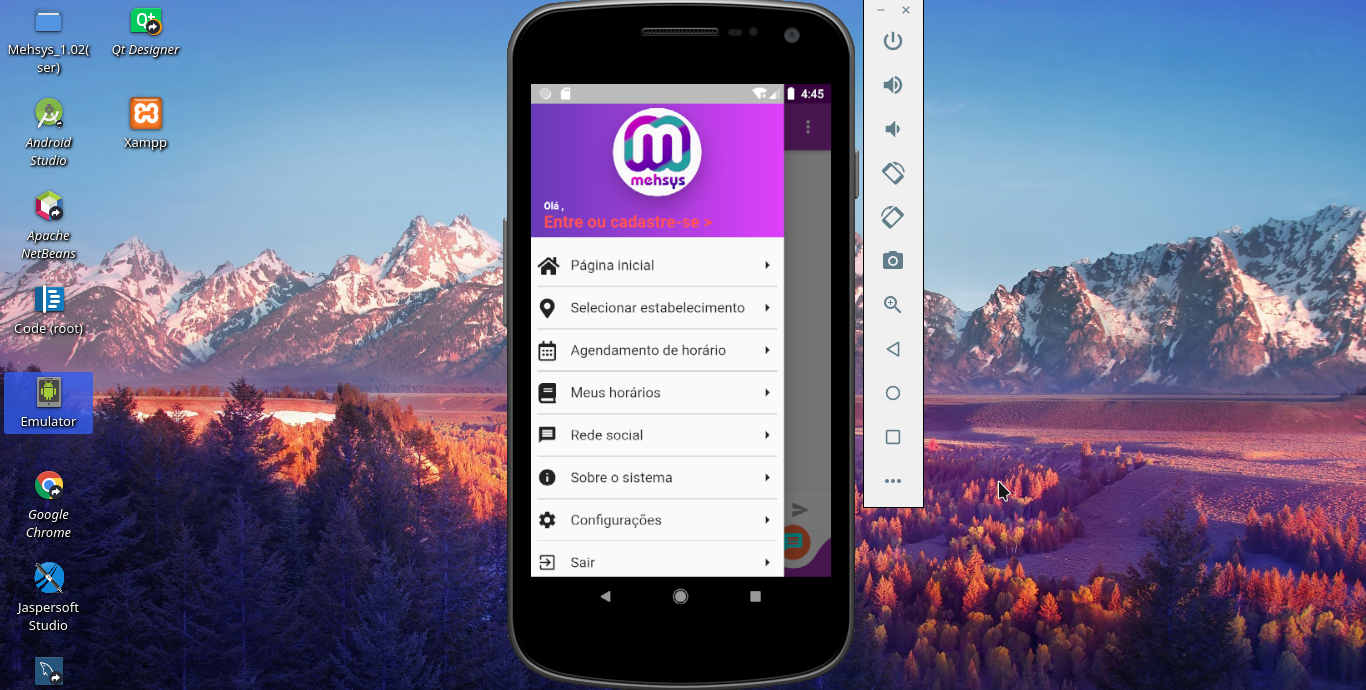 Mehsys_1.02(
ser)
Qt Designer
Android
Studio
Xampp
Apache
NetBeans
Code (root)
Emulator
Google
Chrome
Jaspersoft
Studio
4:45
mehsys
Olá ,
Entre ou cadastre-se >
Página inicial
Selecionar estabelecimento
Agendamento de horário
Meus horários
Rede social
Sobre o sistema
Configurações
Sair